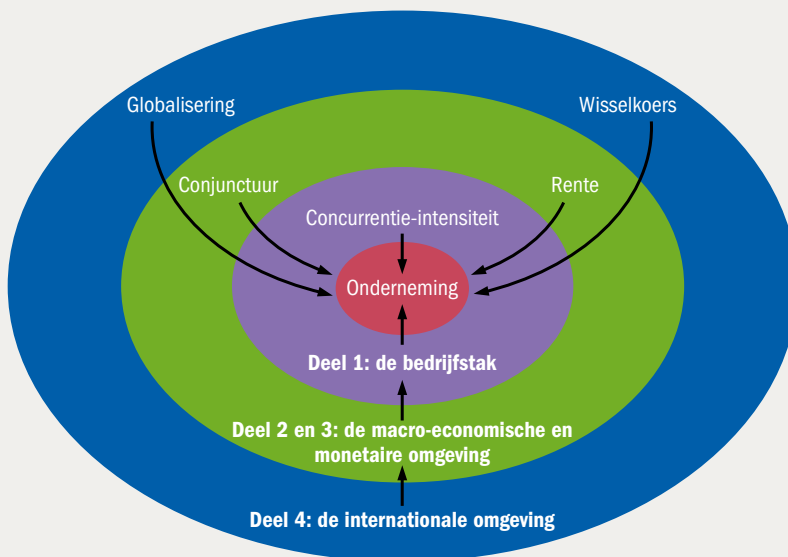 Globalisering
Wisselkoers
Conjunctuur
Rente
Concurrentie-intensiteit
Onderneming
Deel 1: de bedrijfstak
Deel 2 en 3: de macro-economische en
monetaire omgeving
Deel 4: de internationale omgeving